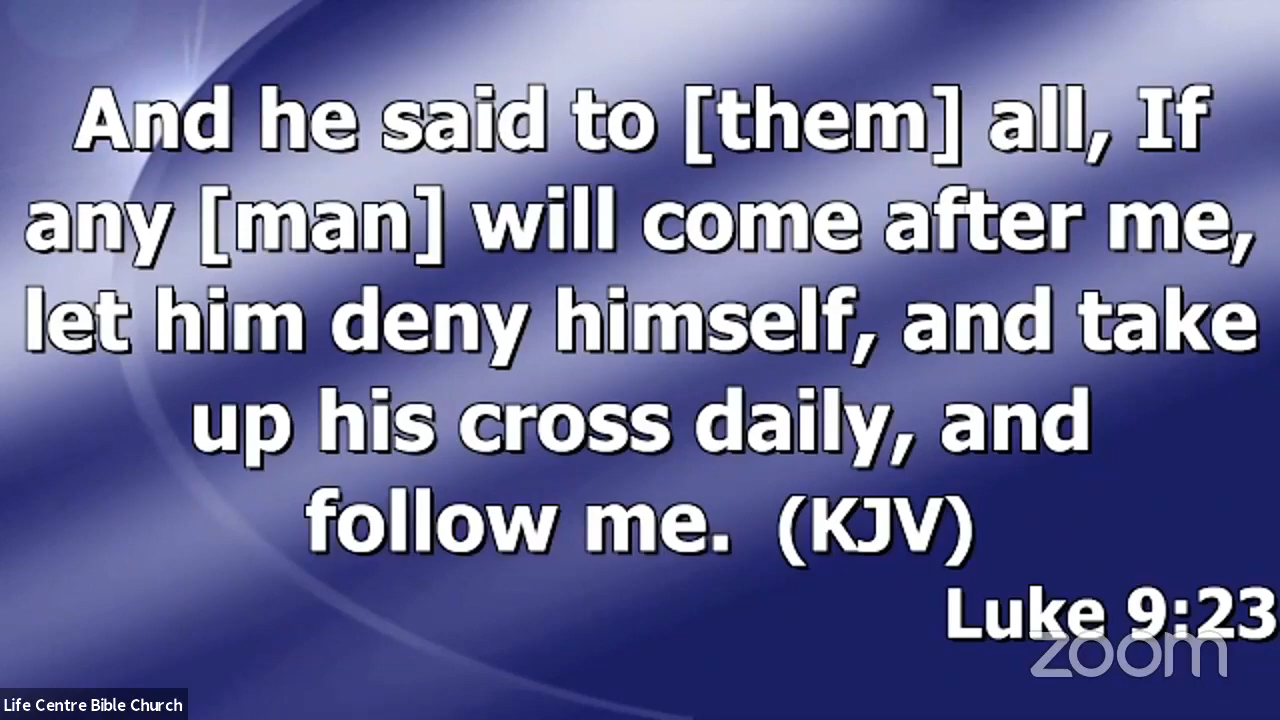 And he said to [them] all, If
any [man] will come after me,
let him deny himself, and take
up his cross daily, and
follow me. (KJV)
Luke 9:23
zoom
Life Centre Bible Church